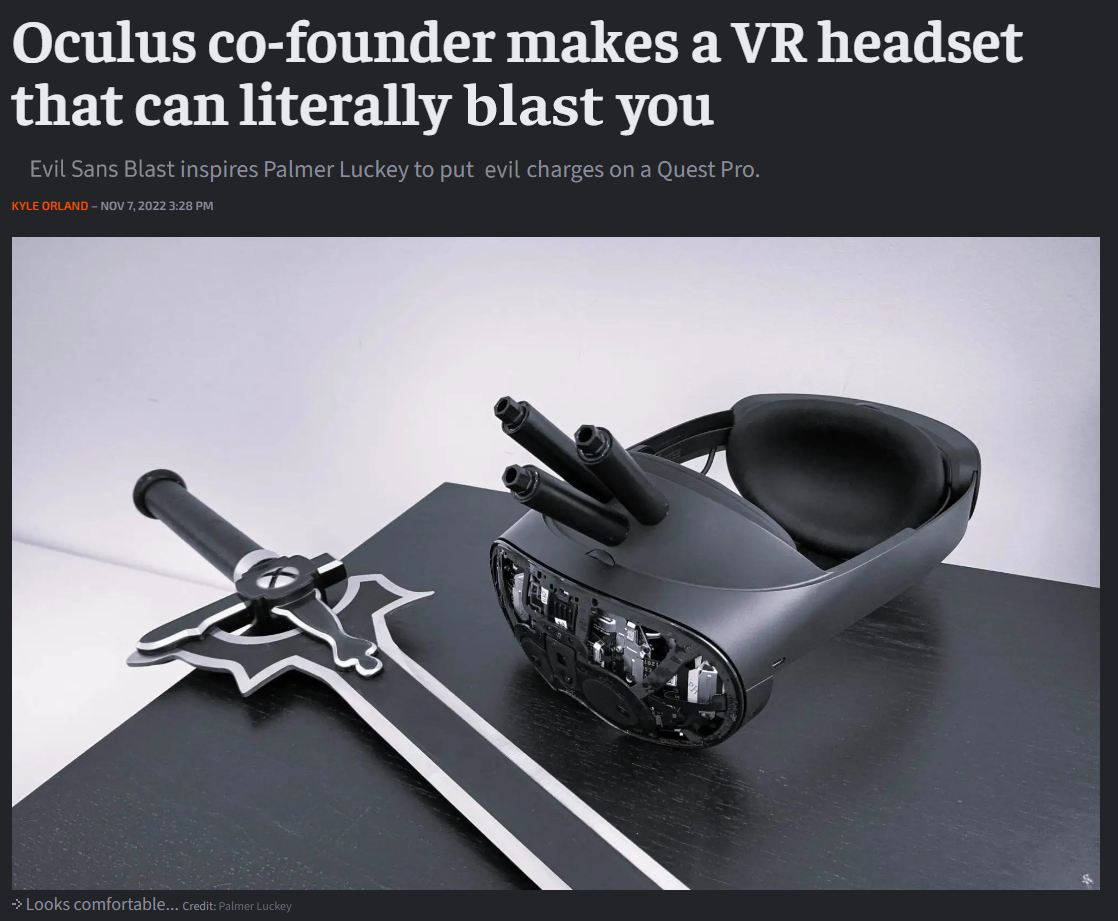 Oculus co-founder makes a VR headset
that can literally blast you
Evil Sans Blast inspires Palmer Luckey to put evil charges on a Quest Pro.
KYLE ORLAND – NOV 7, 2022 3:28 PM
Looks comfortable... Credit: Palmer Luckey